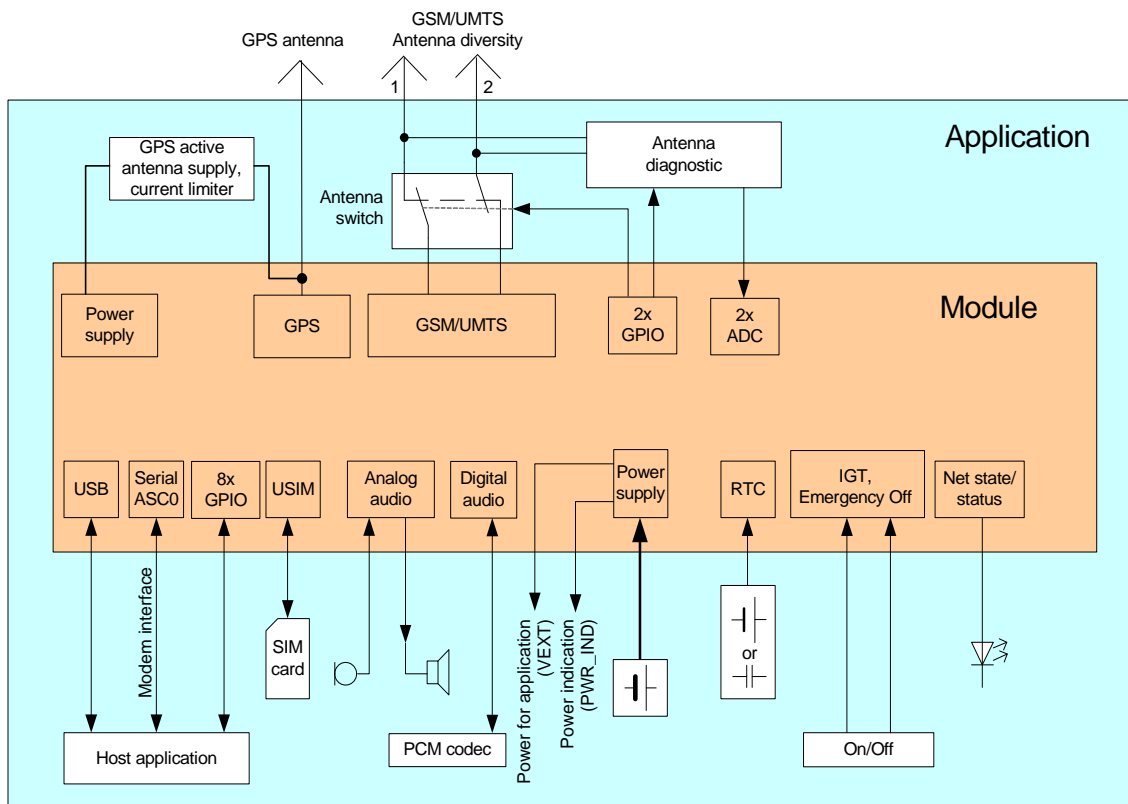 GSM/UMTS
Antenna diversity
GPS antenna
1
2
Application
GPS active
antenna supply,
current limiter
Antenna
diagnostic
Antenna
switch
Module
Power
supply
GPS
GSM/UMTS
2x
GPIO
2x
ADC
USB
Serial
ASC0
8x
GPIO
USIM
Analog
audio
Digital
audio
Power
supply
RTC
IGT,
Emergency Off
Net state/
status
Modem interface
SIM
card
Power for application
(VEXT)
Power indication
(PWR_IND)
or
Host application
PCM codec
On/Off